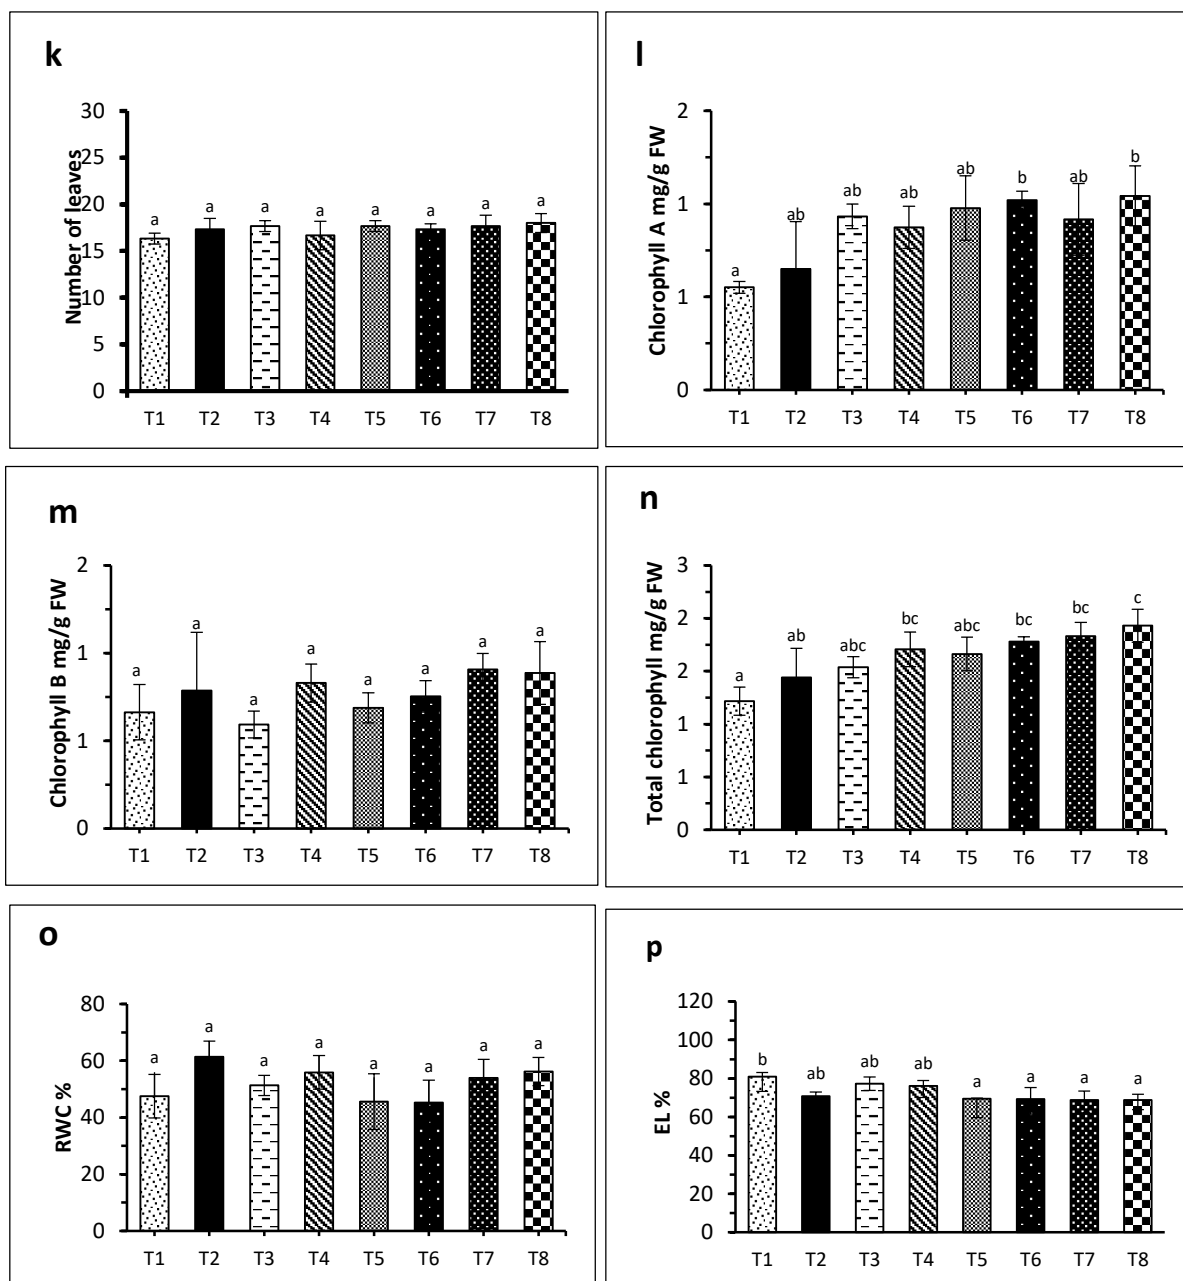 k
Number of leaves
30
25
20
15
10
5
0
a a a a a a a a
T1 T2 T3 T4 T5 T6 T7 T8
l
Chlorophyll A mg/g FW
2
1
1
0
a ab ab ab ab b ab b
T1 T2 T3 T4 T5 T6 T7 T8
m
Chlorophyll B mg/g FW
2
1
1
0
a a a a a a a a
T1 T2 T3 T4 T5 T6 T7 T8
n
Total chlorophyll mg/g FW
3
2
2
1
1
0
a ab abc bc abc bc bc c
T1 T2 T3 T4 T5 T6 T7 T8
o
RWC %
80
60
40
20
0
a a a a a a a a
T1 T2 T3 T4 T5 T6 T7 T8
p
EL %
120
100
80
60
40
20
0
b ab ab ab a a a a
T1 T2 T3 T4 T5 T6 T7 T8